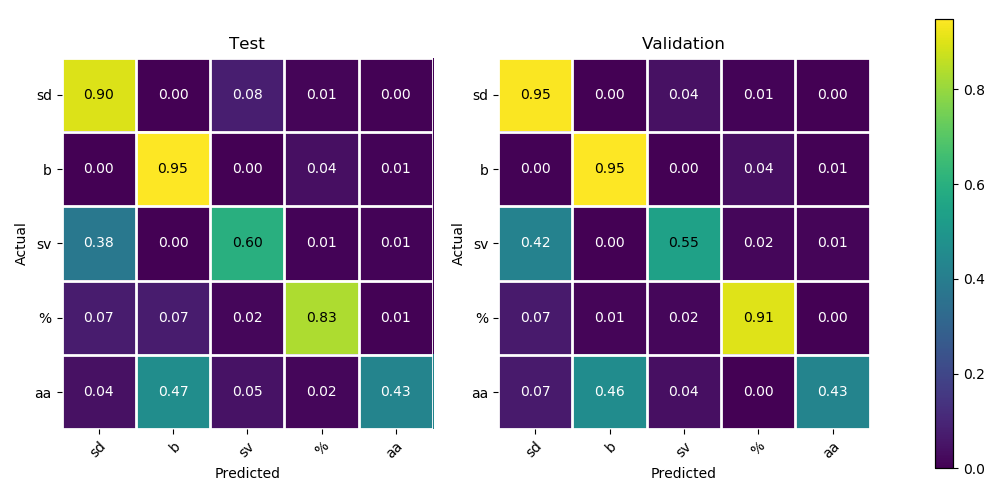 Test Validation
sd 0.90 0.00 0.08 0.01 0.00 sd 0.95 0.00 0.04 0.01 0.00 0.8
b 0.00 0.95 0.00 0.04 0.01 b 0.00 0.95 0.00 0.04 0.01 0.6
Actual sv 0.38 0.00 0.60 0.01 0.01 Actual sv 0.42 0.00 0.55 0.02 0.01 0.4
% 0.07 0.07 0.02 0.83 0.01 % 0.07 0.01 0.02 0.91 0.00 0.2
aa 0.04 0.47 0.05 0.02 0.43 aa 0.07 0.46 0.04 0.00 0.43 0.0
sd b sv % aa sd b sv % aa
Predicted Predicted